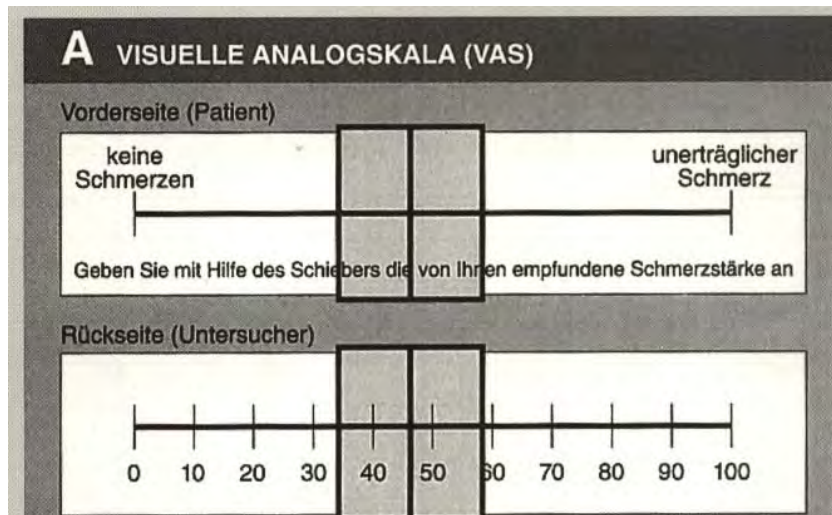 A VISUELLE ANALOGSKALA (VAS)
Vorderseite (Patient)
keine
Schmerzen
unerträglicher
Schmerz
Geben Sie mit Hilfe des Schiebers die von Ihnen empfundene Schmerzstärke an
Rückseite (Untersucher)
0 10 20 30 40 50 60 70 80 90 100